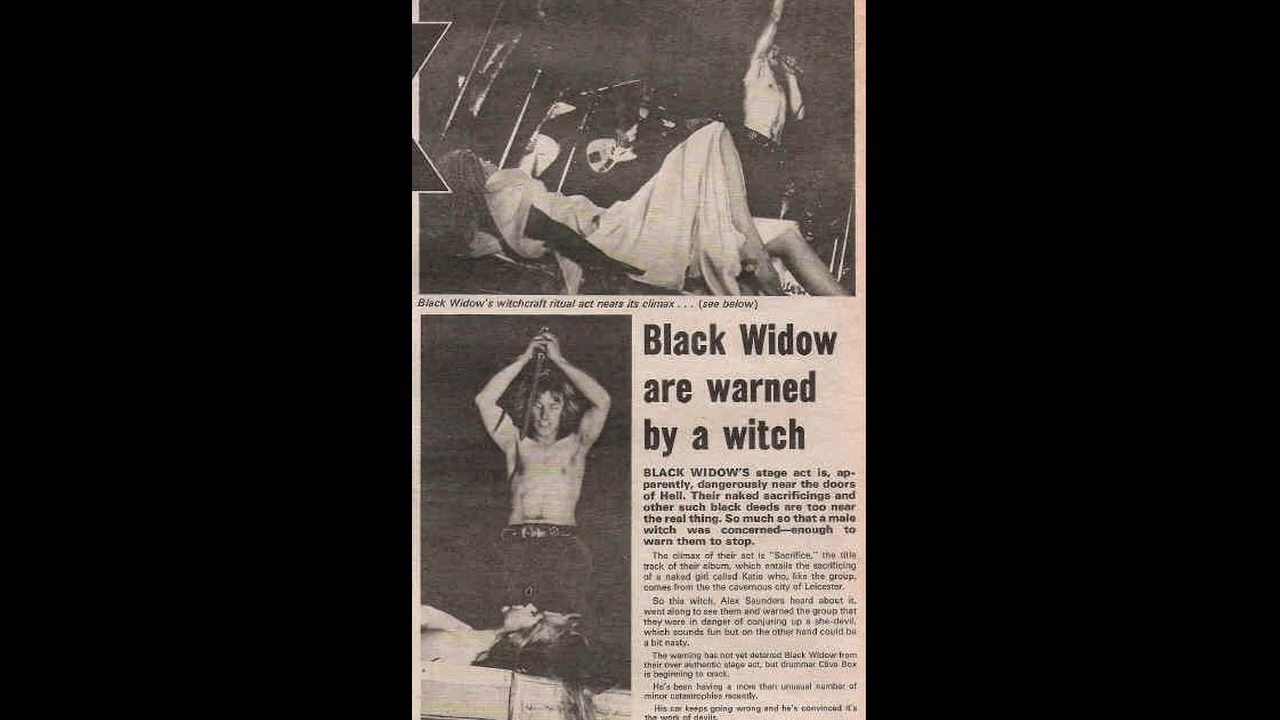 Black Widow's witchcraft ritual act nears its climax . . . (see below)
Black Widow
are warned
by a witch
BLACK WIDOW'S stage act is, ap-
parently, dangerously near the doors
of Hell. Their naked sacrificings and
other such black deeds are too near
the real thing. So much so that a male
witch was concerned—enough to
warn them to stop.
The climax of their act is "Sacrifice," the title
track of their album, which entails the sacrificing
of a naked girl called Katie who, like the group,
comes from the the cavernous city of Leicester.
So this witch, Alex Saunders heard about it,
went along to see them and warned the group that
they were in danger of conjuring up a she-devil,
which sounds fun but on the other hand could be
a bit nasty.
The warning has not yet deterred Black Widow from
their over authentic stage act, but drummer Clive Box
is beginning to crack.
He's been having a more than unusual number of
minor catastrophies recently.
His car keeps going wrong and he's convinced it's
the work of devils.